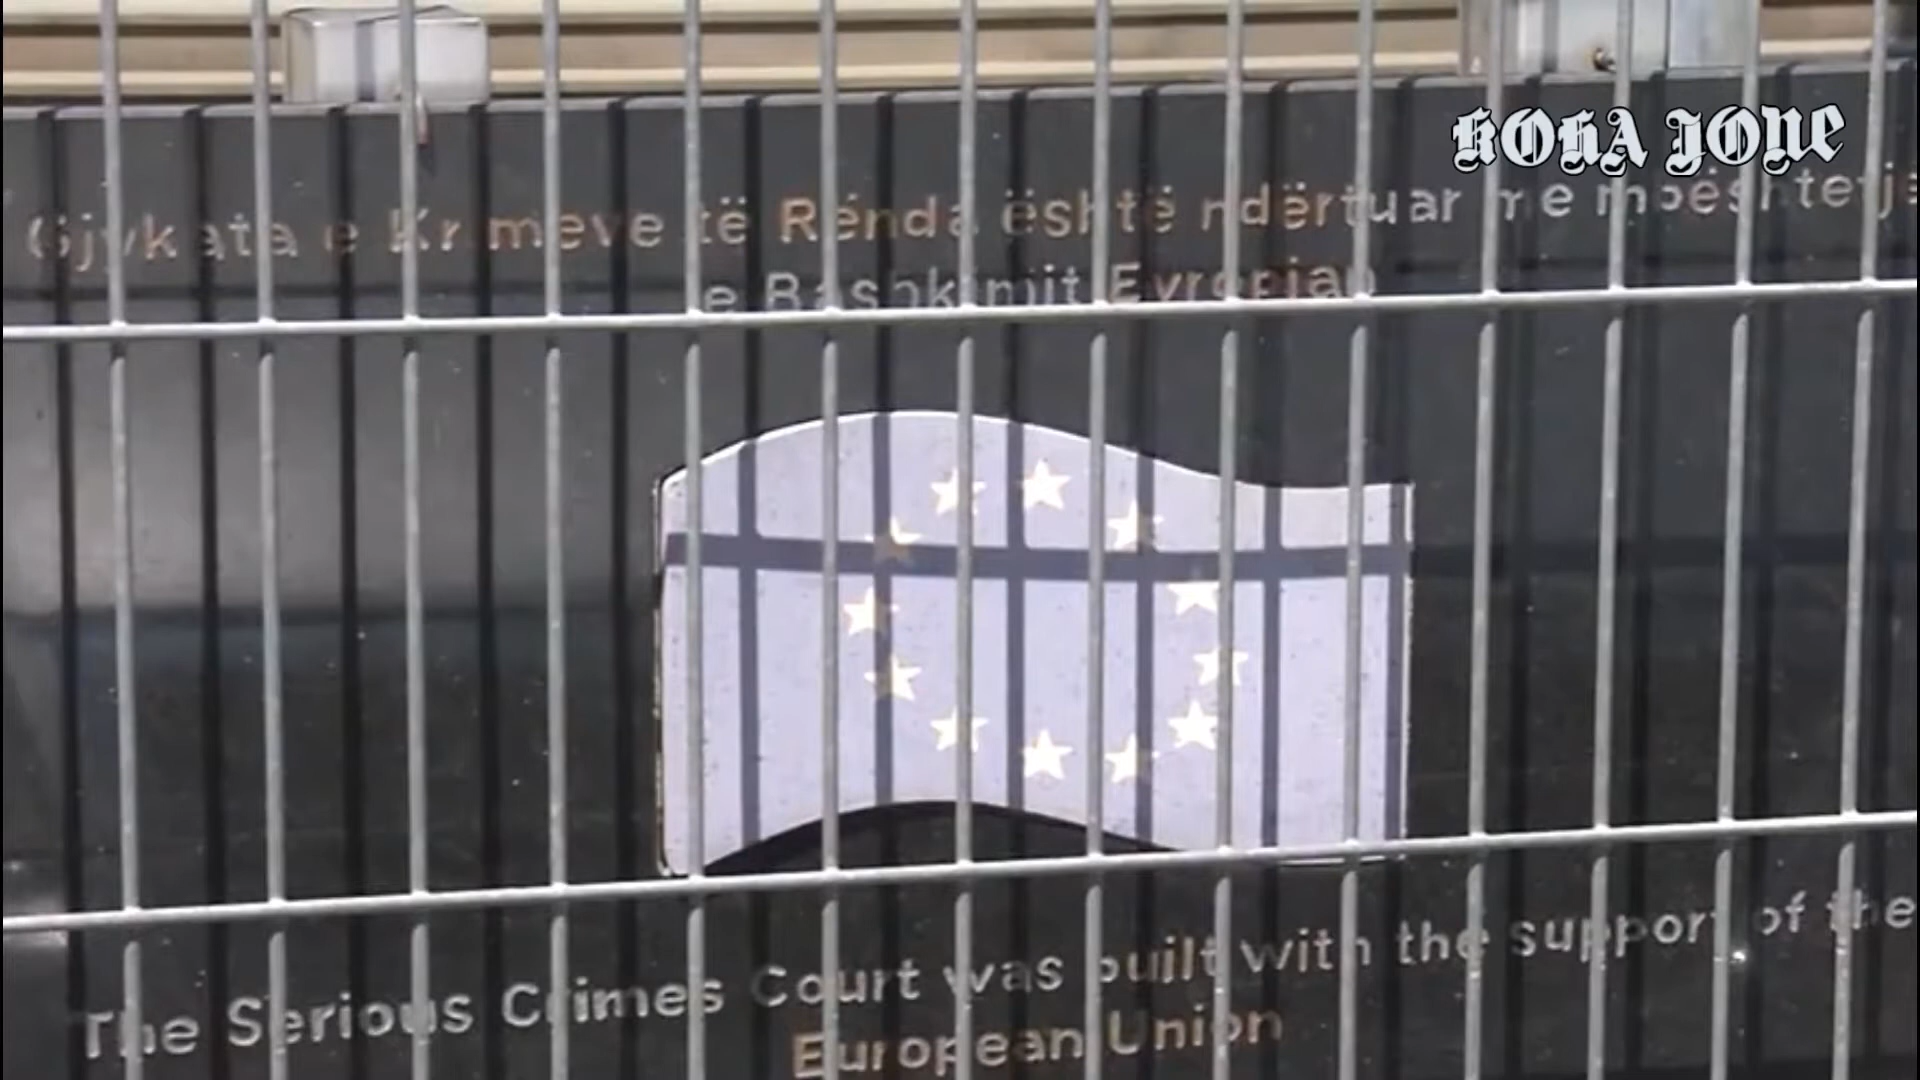 KOHA JONE
Gjykata e Krimeve të Rënda është ndërtuar me mbështetje
e Bashkimit Evropian
The Serious Crimes Court was built with the support of the
European Union